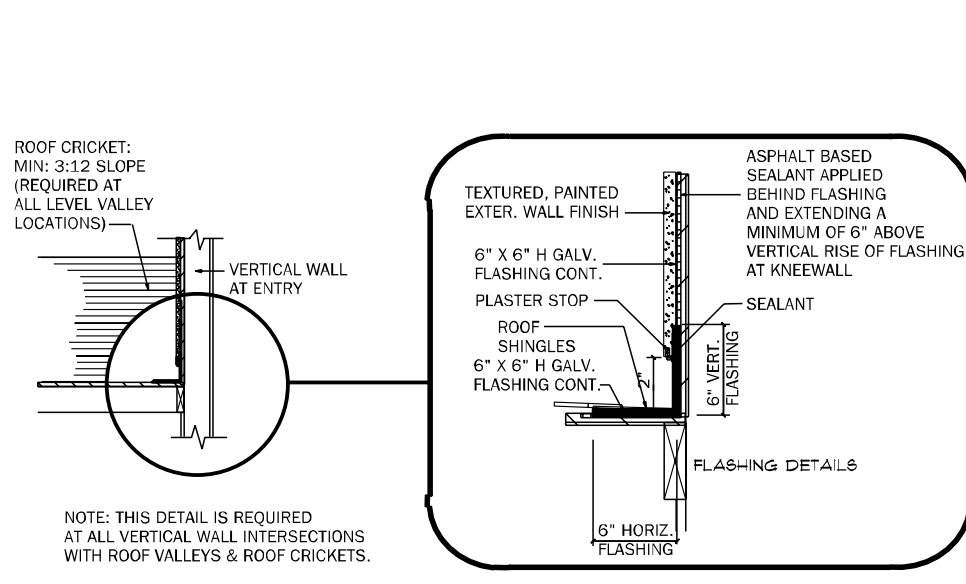 ROOF CRICKET:
MIN: 3:12 SLOPE
(REQUIRED AT
ALL LEVEL VALLEY
LOCATIONS)
VERTICAL WALL
AT ENTRY
NOTE: THIS DETAIL IS REQUIRED
AT ALL VERTICAL WALL INTERSECTIONS
WITH ROOF VALLEYS & ROOF CRICKETS.
TEXTURED, PAINTED
EXTER. WALL FINISH
6" X 6" H GALV.
FLASHING CONT.
PLASTER STOP
ROOF
SHINGLES
6" X 6" H GALV.
FLASHING CONT.
2"
ASPHALT BASED
SEALANT APPLIED
BEHIND FLASHING
AND EXTENDING A
MINIMUM OF 6" ABOVE
VERTICAL RISE OF FLASHING
AT KNEEWALL
SEALANT
6" VERT.
FLASHING
FLASHING DETAILS
6" HORIZ.
FLASHING